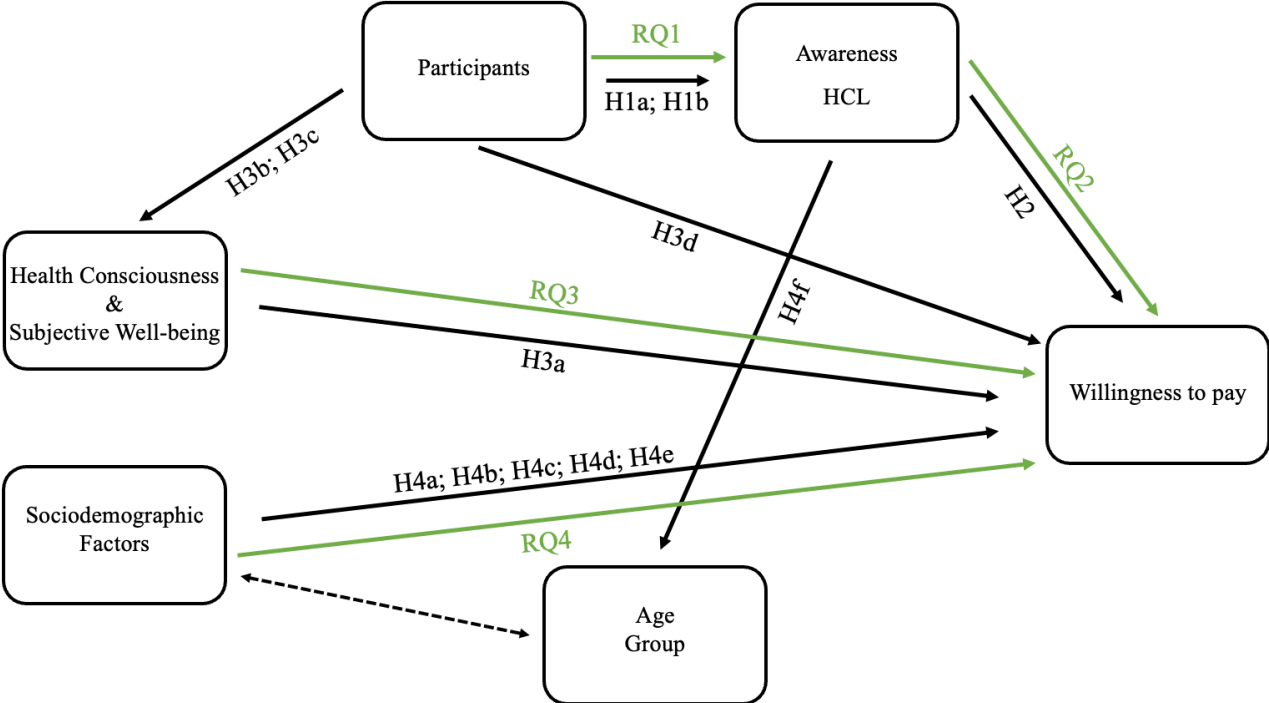 Participants
RQ1
H1a; H1b
Awareness
HCL
H3b; H3c
H3d
RQ2
H2
Health Consciousness
&
Subjective Well-being
RQ3
H3a
H4f
Willingness to pay
Sociodemographic
Factors
H4a; H4b; H4c; H4d; H4e
RQ4
Age
Group